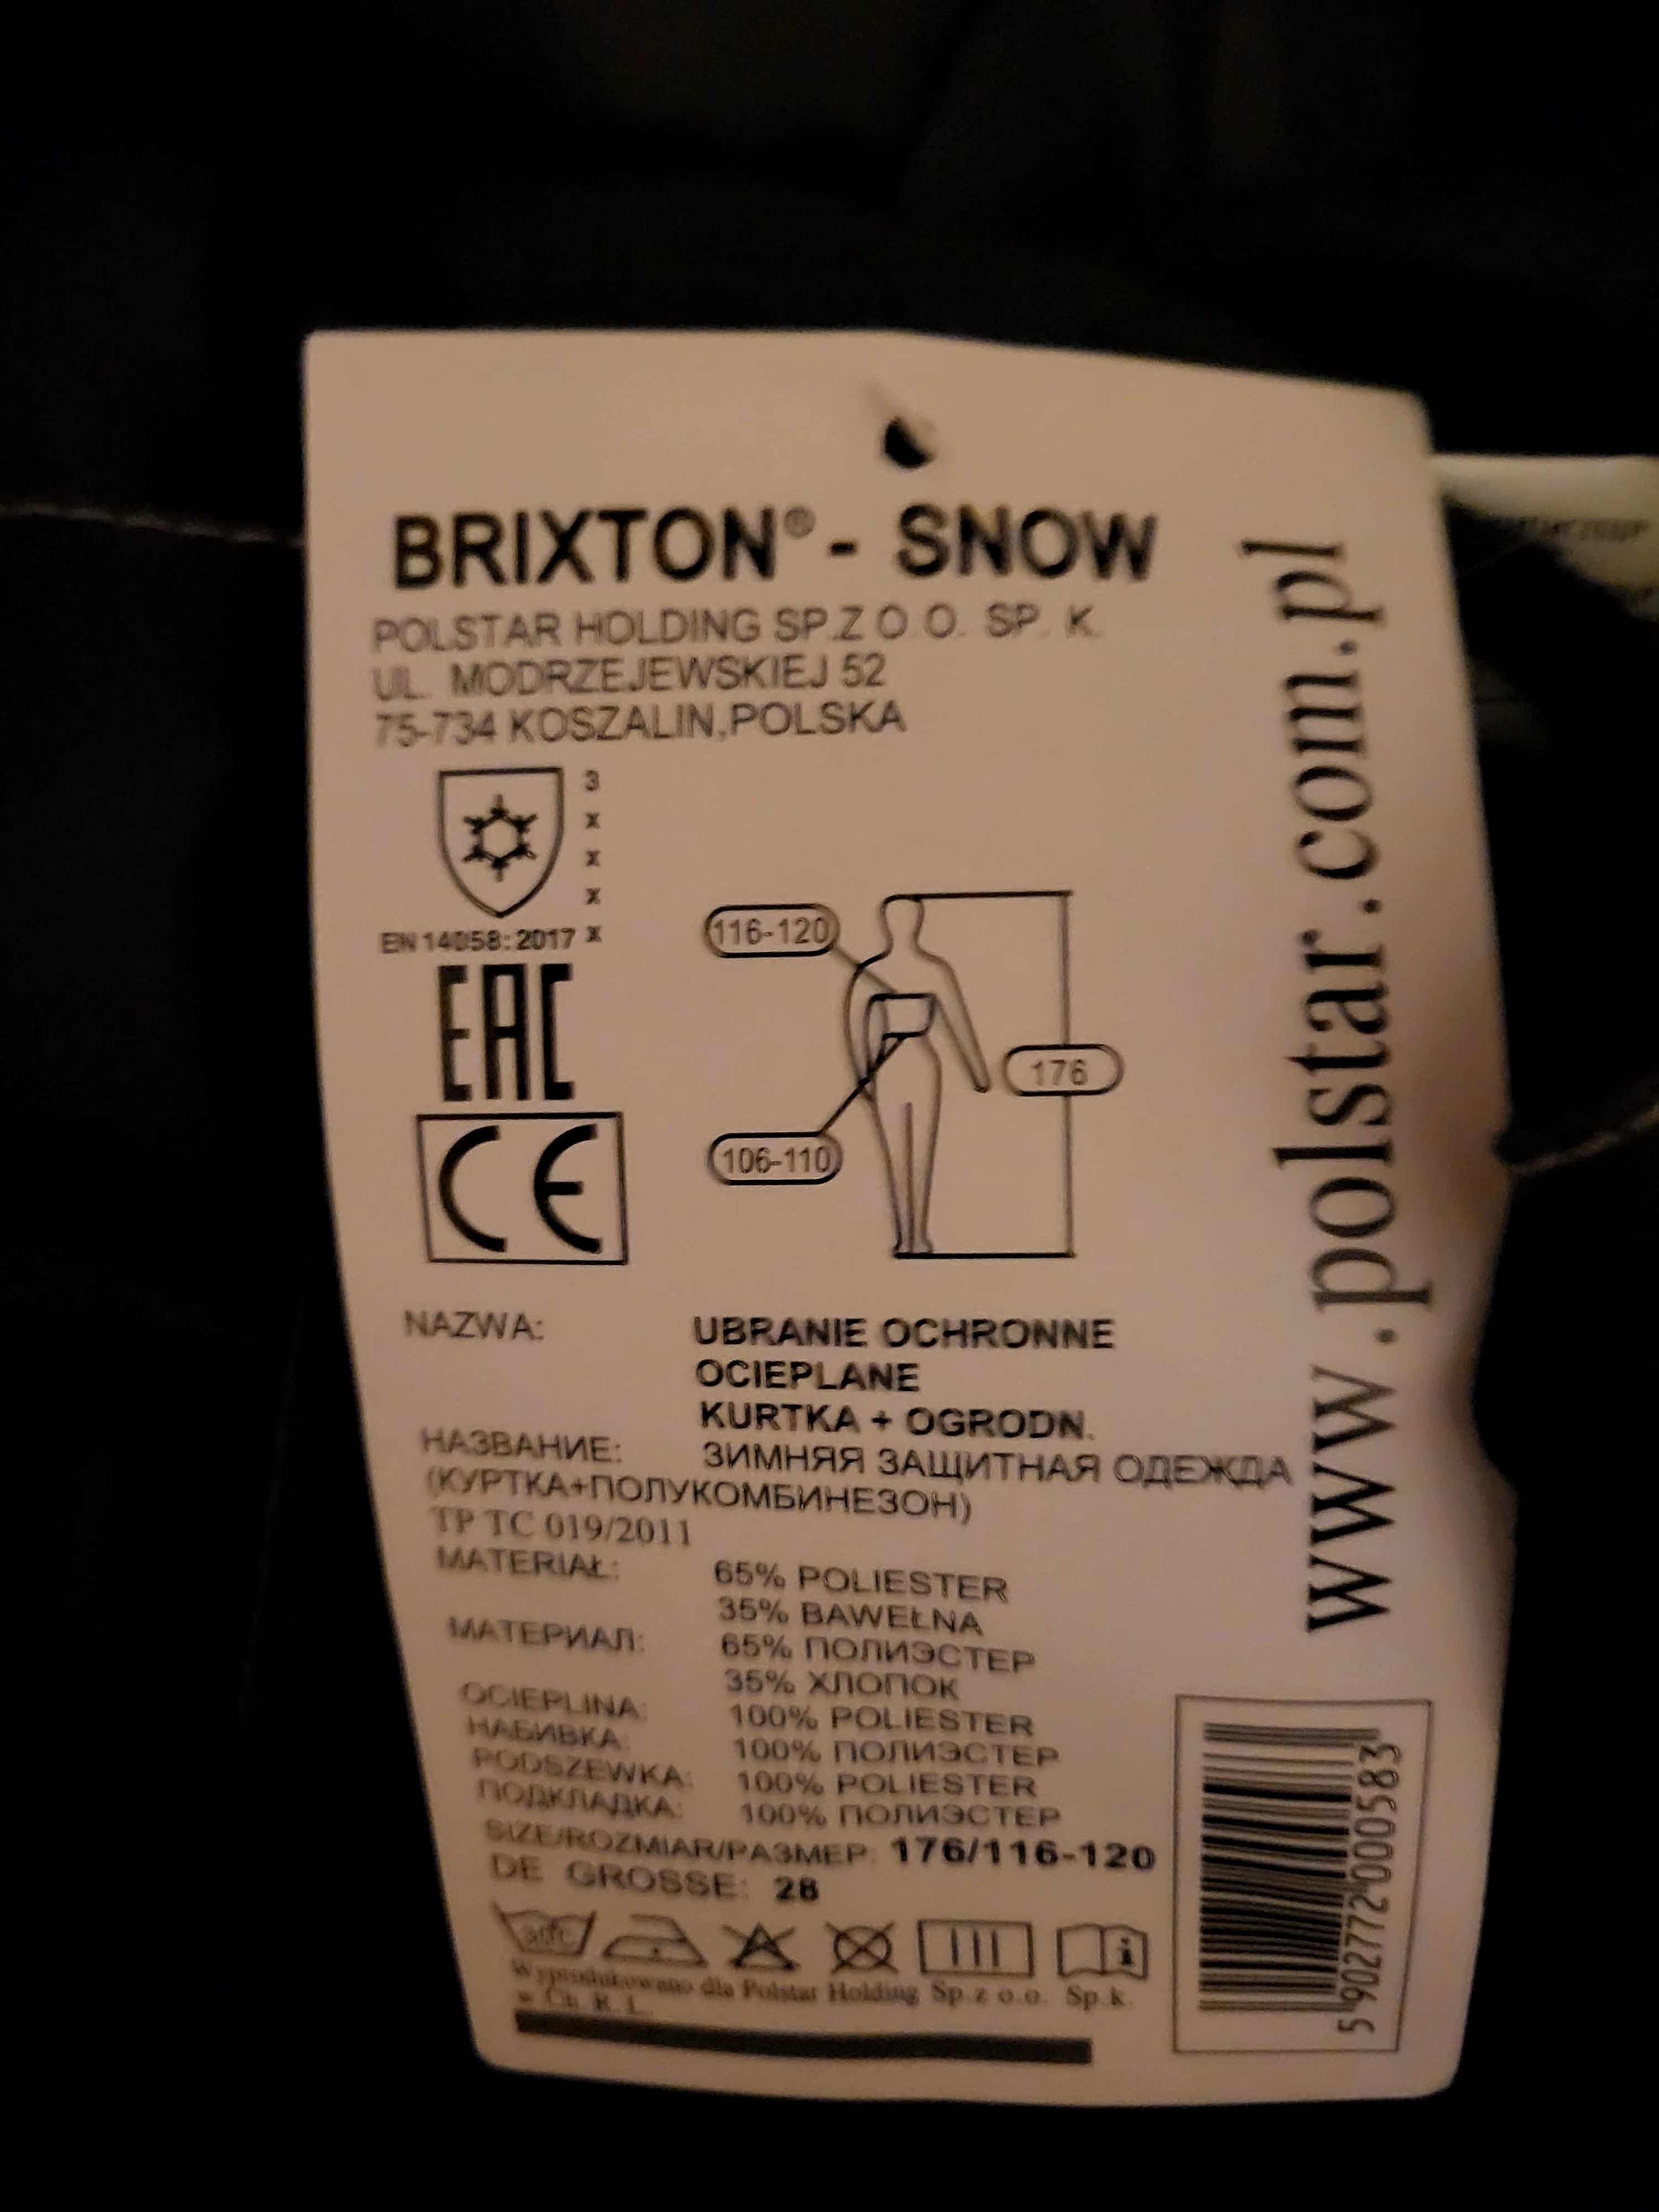 BRIXTON® - SNOW
POLSTAR HOLDING SP.Z O.O. SP. K.
UL. MODRZEJEWSKIEJ 52
75-734 KOSZALIN,POLSKA
3
x
x
x
x
EN 14058:2017
EAC
CE
116-120
176
106-110
www.polstar.com.pl
NAZWA: UBRANIE OCHRONNE
OCIEPLANE
KURTKA + OGRODN.
НАЗВАНИЕ: ЗИМНЯЯ ЗАЩИТНАЯ ОДЕЖДА
(КУРТКА+ПОЛУКОМБИНЕЗОН)
ТР ТС 019/2011
MATERIAŁ: 65% POLIESTER
35% BAWEŁNA
МАТЕРИАЛ: 65% ПОЛИЭСТЕР
35% ХЛОПОК
OCIEPLINA: 100% POLIESTER
НАБИВКА: 100% ПОЛИЭСТЕР
PODSZEWKA: 100% POLIESTER
ПОДКЛАДКА: 100% ПОЛИЭСТЕР
SIZE/ROZMIAR/РАЗМЕР: 176/116-120
DE GROSSE: 28
30°C
Wyprodukowano dla Polstar Holding Sp.z o.o. Sp.k.
w Ch. R. L.
5 902772 000583